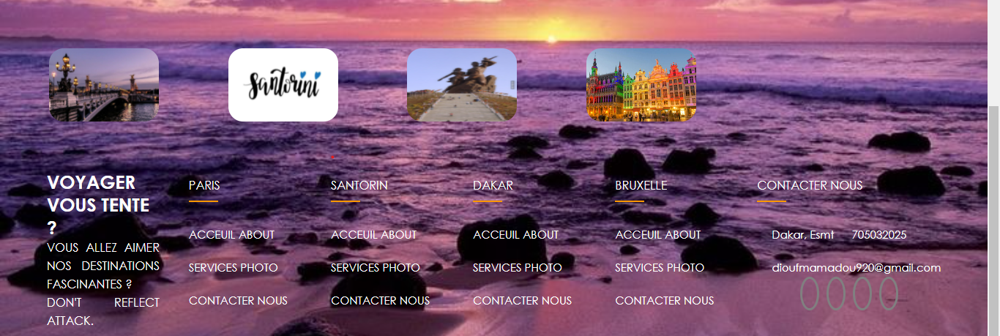 santorini
VOYAGER
VOUS TENTE
?
VOUS ALLEZ AIMER
NOS DESTINATIONS
FASCINANTES ?
DON'T REFLECT
ATTACK.
PARIS
ACCEUIL ABOUT
SERVICES PHOTO
CONTACTER NOUS
SANTORIN
ACCEUIL ABOUT
SERVICES PHOTO
CONTACTER NOUS
DAKAR
ACCEUIL ABOUT
SERVICES PHOTO
CONTACTER NOUS
BRUXELLE
ACCEUIL ABOUT
SERVICES PHOTO
CONTACTER NOUS
CONTACTER NOUS
Dakar, Esmt 705032025
dioufmamadou920@gmail.com